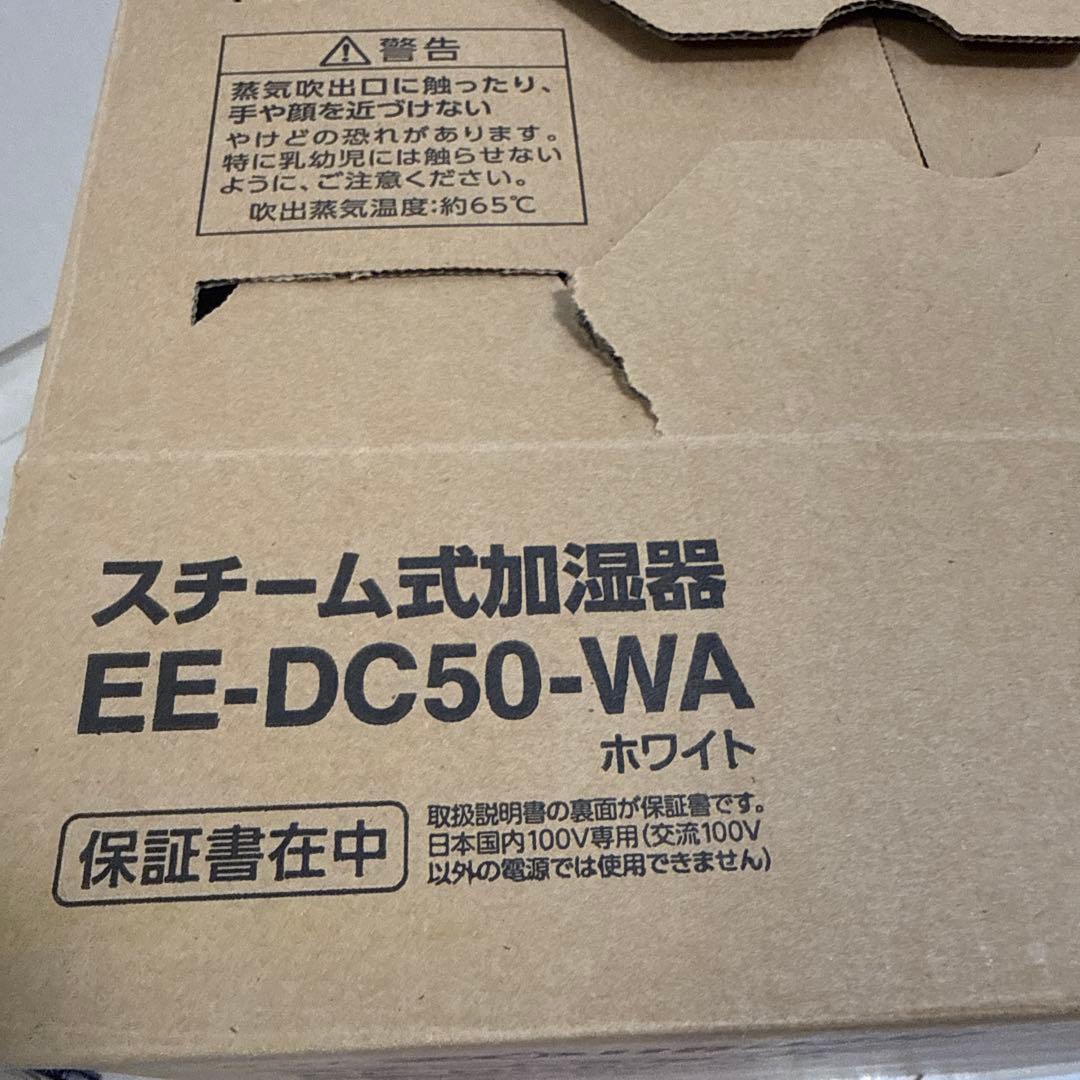 ⚠警告
蒸気吹出口に触ったり、
手や顔を近づけない
やけどの恐れがあります。
特に乳幼児には触らせない
ように、ご注意ください。
吹出蒸気温度:約65℃
スチーム式加湿器
EE-DC50-WA
ホワイト
保証書在中
取扱説明書の裏面が保証書です。
日本国内100V専用(交流100V
以外の電源では使用できません)